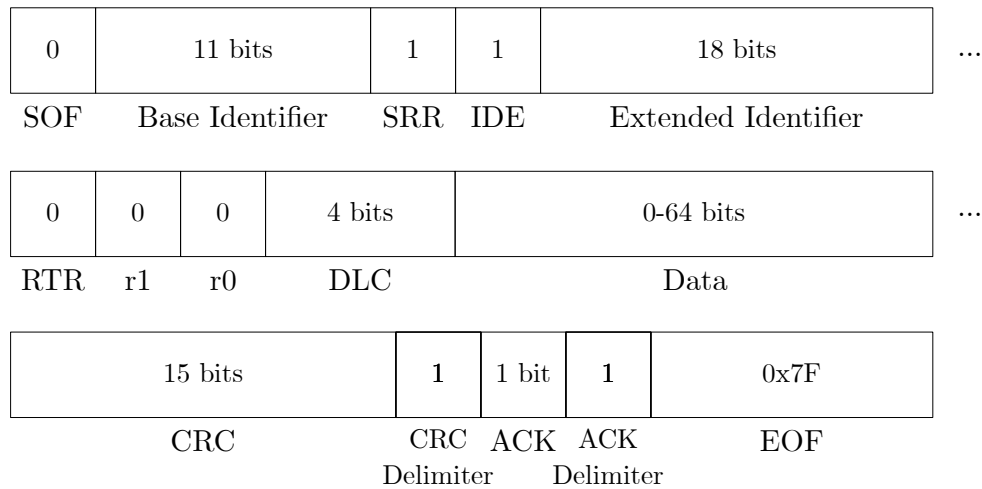 0 11 bits 1 1 18 bits ...
SOF Base Identifier SRR IDE Extended Identifier
0 0 0 4 bits 0-64 bits ...
RTR r1 r0 DLC Data
15 bits 1 1 bit 1 0x7F
CRC CRC ACK ACK EOF
Delimiter Delimiter